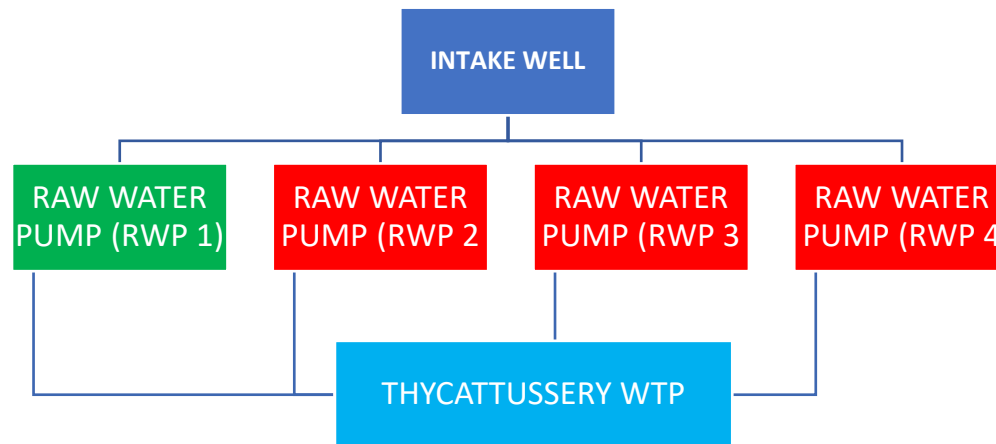 INTAKE WELL
RAW WATER
PUMP (RWP 1)
RAW WATER
PUMP (RWP 2
RAW WATER
PUMP (RWP 3
RAW WATER
PUMP (RWP 4
THYCATTUSSERY WTP